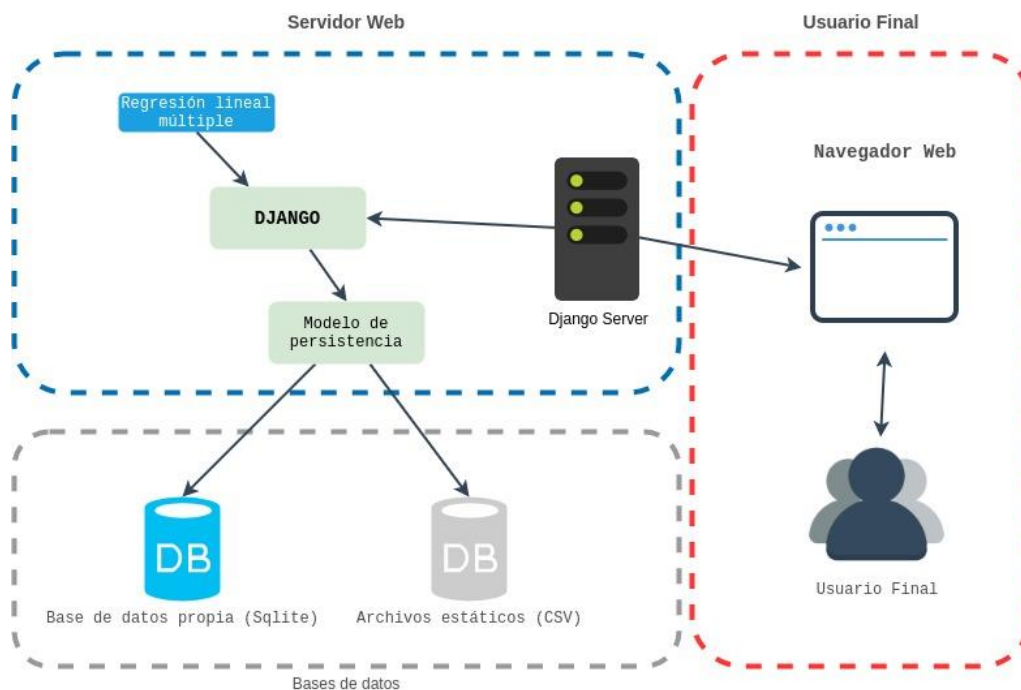 Servidor Web
Usuario Final
Regresión lineal
múltiple
Navegador Web
DJANGO
Django Server
Modelo de
persistencia
DB
DB
Base de datos propia (Sqlite)
Archivos estáticos (CSV)
Usuario Final
Bases de datos